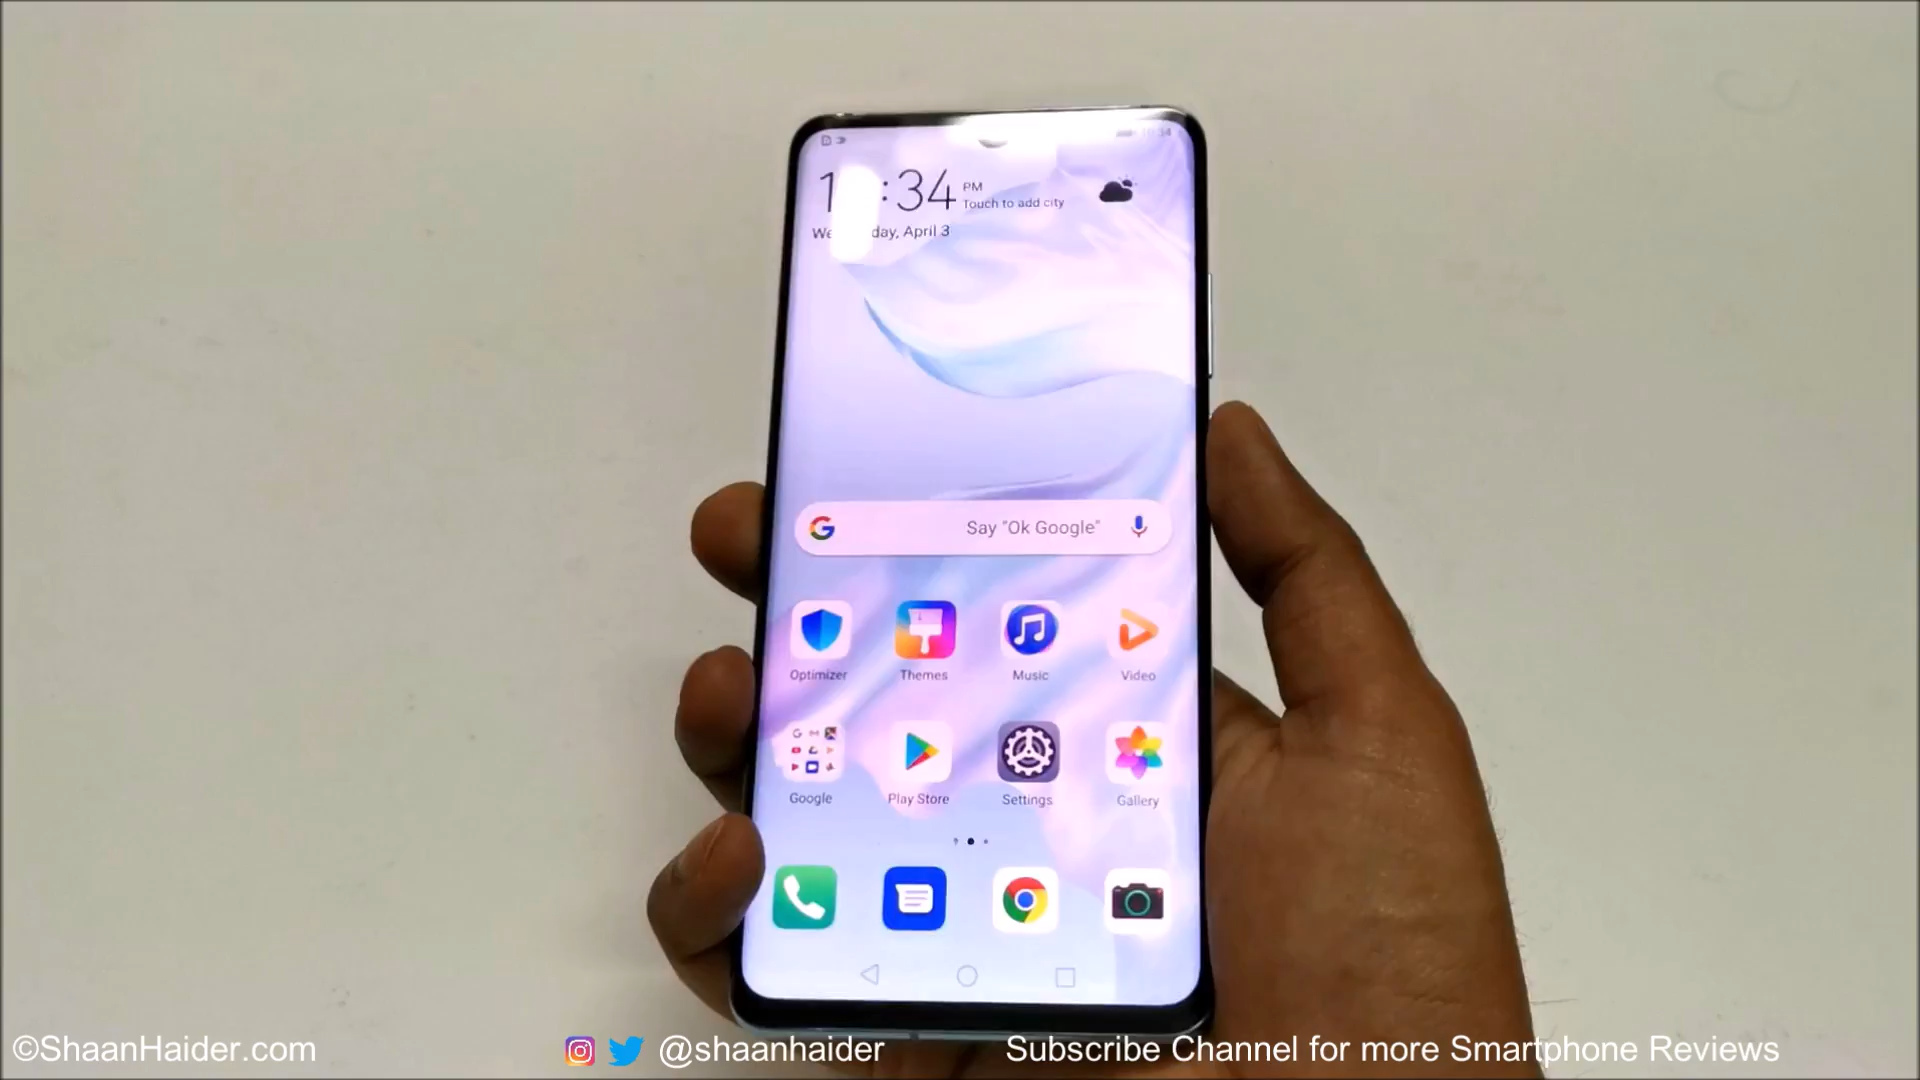 :34 PM
Touch to add city
day, April 3
Say "Ok Google"
Optimizer Themes Music Video
Google Play Store Settings Gallery
©ShaanHaider.com @shaanhaider Subscribe Channel for more Smartphone Reviews